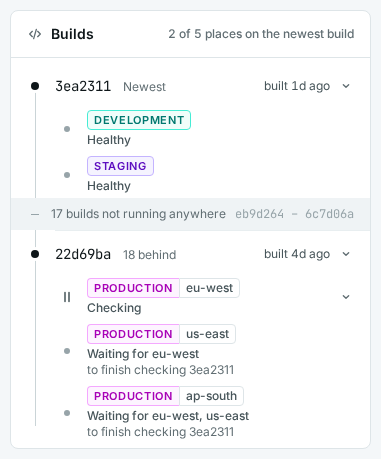 Builds 2 of 5 places on the newest build
3ea2311 Newest built 1d ago
DEVELOPMENT
Healthy
STAGING
Healthy
17 builds not running anywhere eb9d264 – 6c7d06a
22d69ba 18 behind built 4d ago
PRODUCTION eu-west
Checking
PRODUCTION us-east
Waiting for eu-west
to finish checking 3ea2311
PRODUCTION ap-south
Waiting for eu-west, us-east
to finish checking 3ea2311